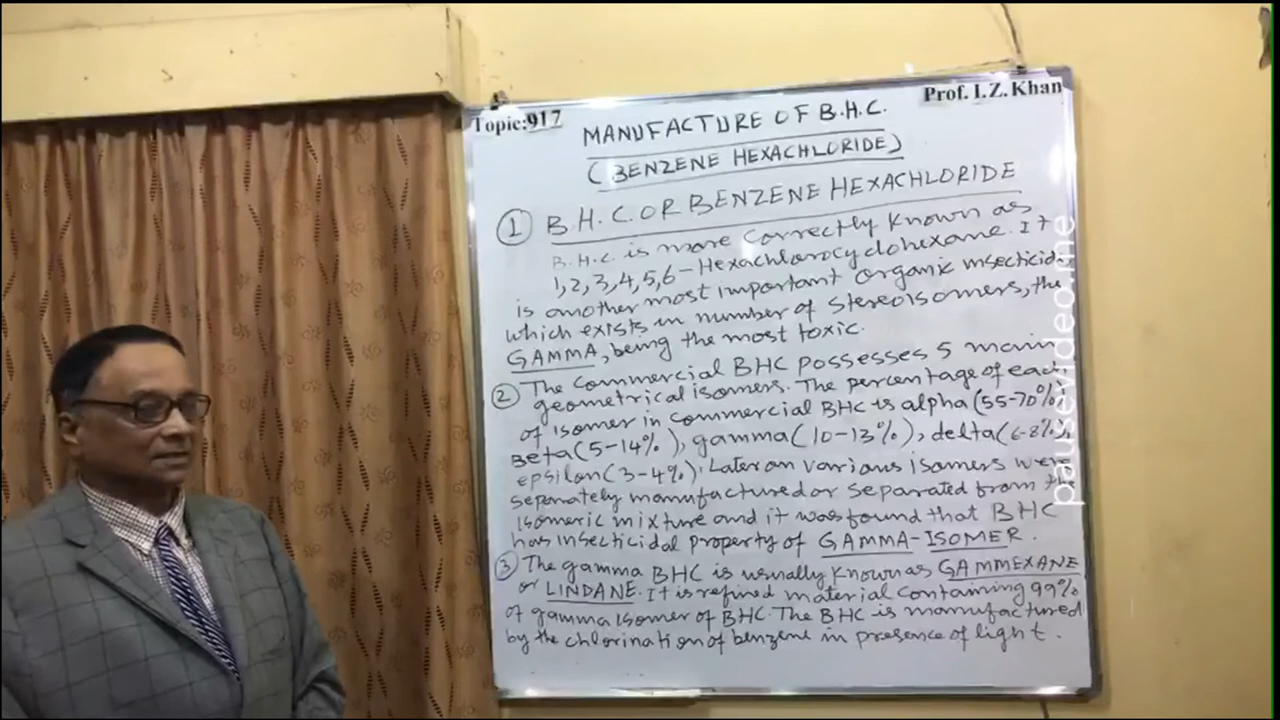 Topic:917
Prof. I.Z.Khan
MANUFACTURE OF B.H.C.
(BENZENE HEXACHLORIDE)
① B.H.C. OR BENZENE HEXACHLORIDE
B.H.C. is more correctly known as
1,2,3,4,5,6-Hexachlorocyclohexane. It
is another most important organic insecticide
which exists in number of stereoisomers, the
GAMMA, being the most toxic.
② The commercial BHC possesses 5 main
geometrical isomers. The percentage of each
of isomer in commercial BHC is alpha (55-70%),
Beta (5-14%), gamma (10-13%), delta (6-8%),
epsilon (3-4%). Later on various isomers were
seperately manufactured or separated from the
isomeric mixture and it was found that BHC
has insecticidal property of GAMMA-ISOMER.
③ The gamma BHC is usually known as GAMMEXANE
or LINDANE. It is refined material containing 99%
of gamma isomer of BHC. The BHC is manufactured
by the chlorination of benzene in presence of light.
pausevideo.me